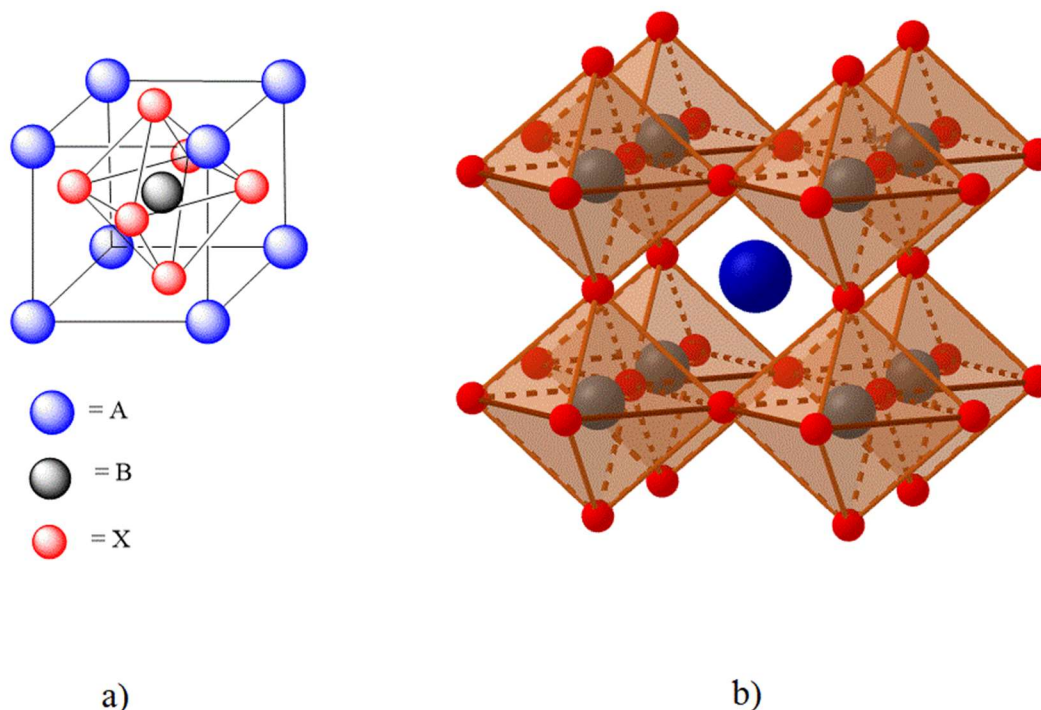 = A
= B
= X
a)
b)